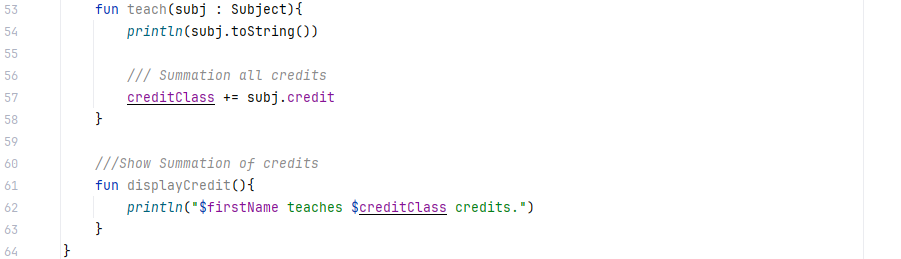 53 fun teach(subj : Subject){
54 println(subj.toString())
55
56 /// Summation all credits
57 creditClass += subj.credit
58 }
59
60 ///Show Summation of credits
61 fun displayCredit(){
62 println("$firstName teaches $creditClass credits.")
63 }
64 }